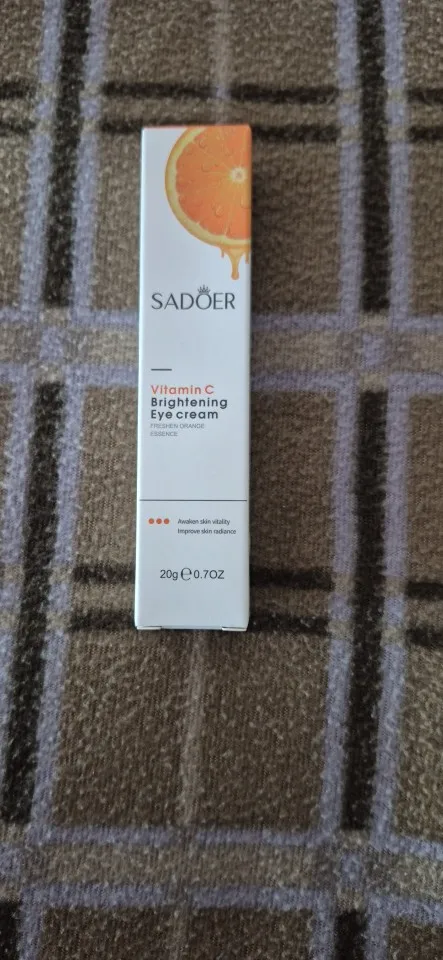 SADOER
Vitamin C
Brightening
Eye cream
FRESHEN ORANGE
ESSENCE
Awaken skin vitality
Improve skin radiance
20g ℮ 0.7OZ